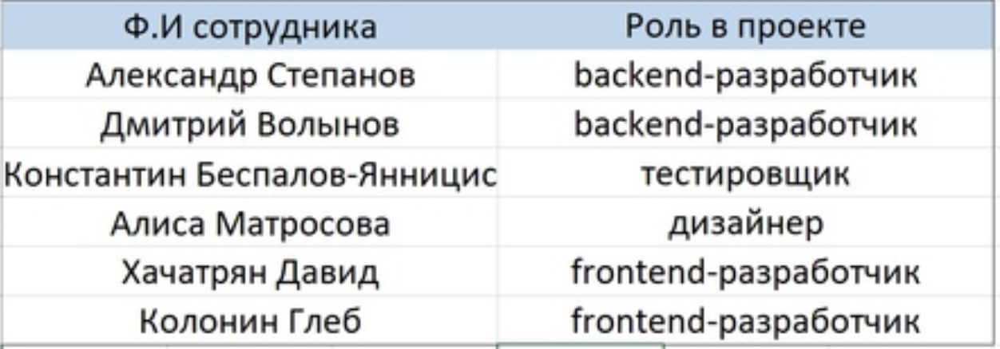 Ф.И сотрудника Роль в проекте
Александр Степанов backend-разработчик
Дмитрий Волынов backend-разработчик
Константин Беспалов-Янницис тестировщик
Алиса Матросова дизайнер
Хачатрян Давид frontend-разработчик
Колонин Глеб frontend-разработчик